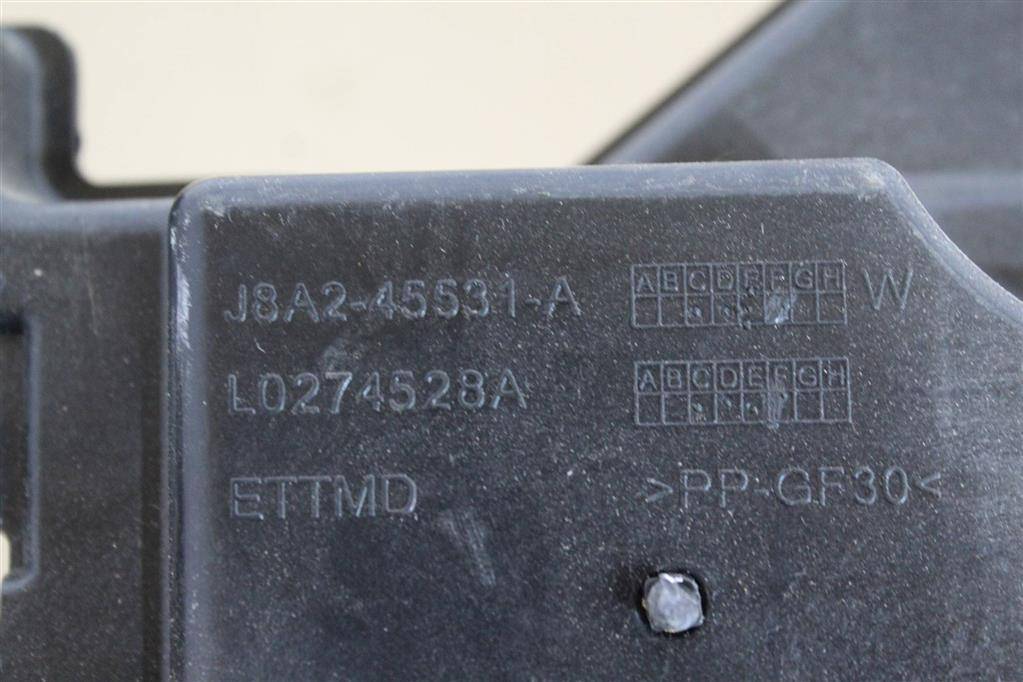 J8A2-45531-A ABCDEFGH W
L0274528A ABCDEFGH
ETTMD >PP-GF30<